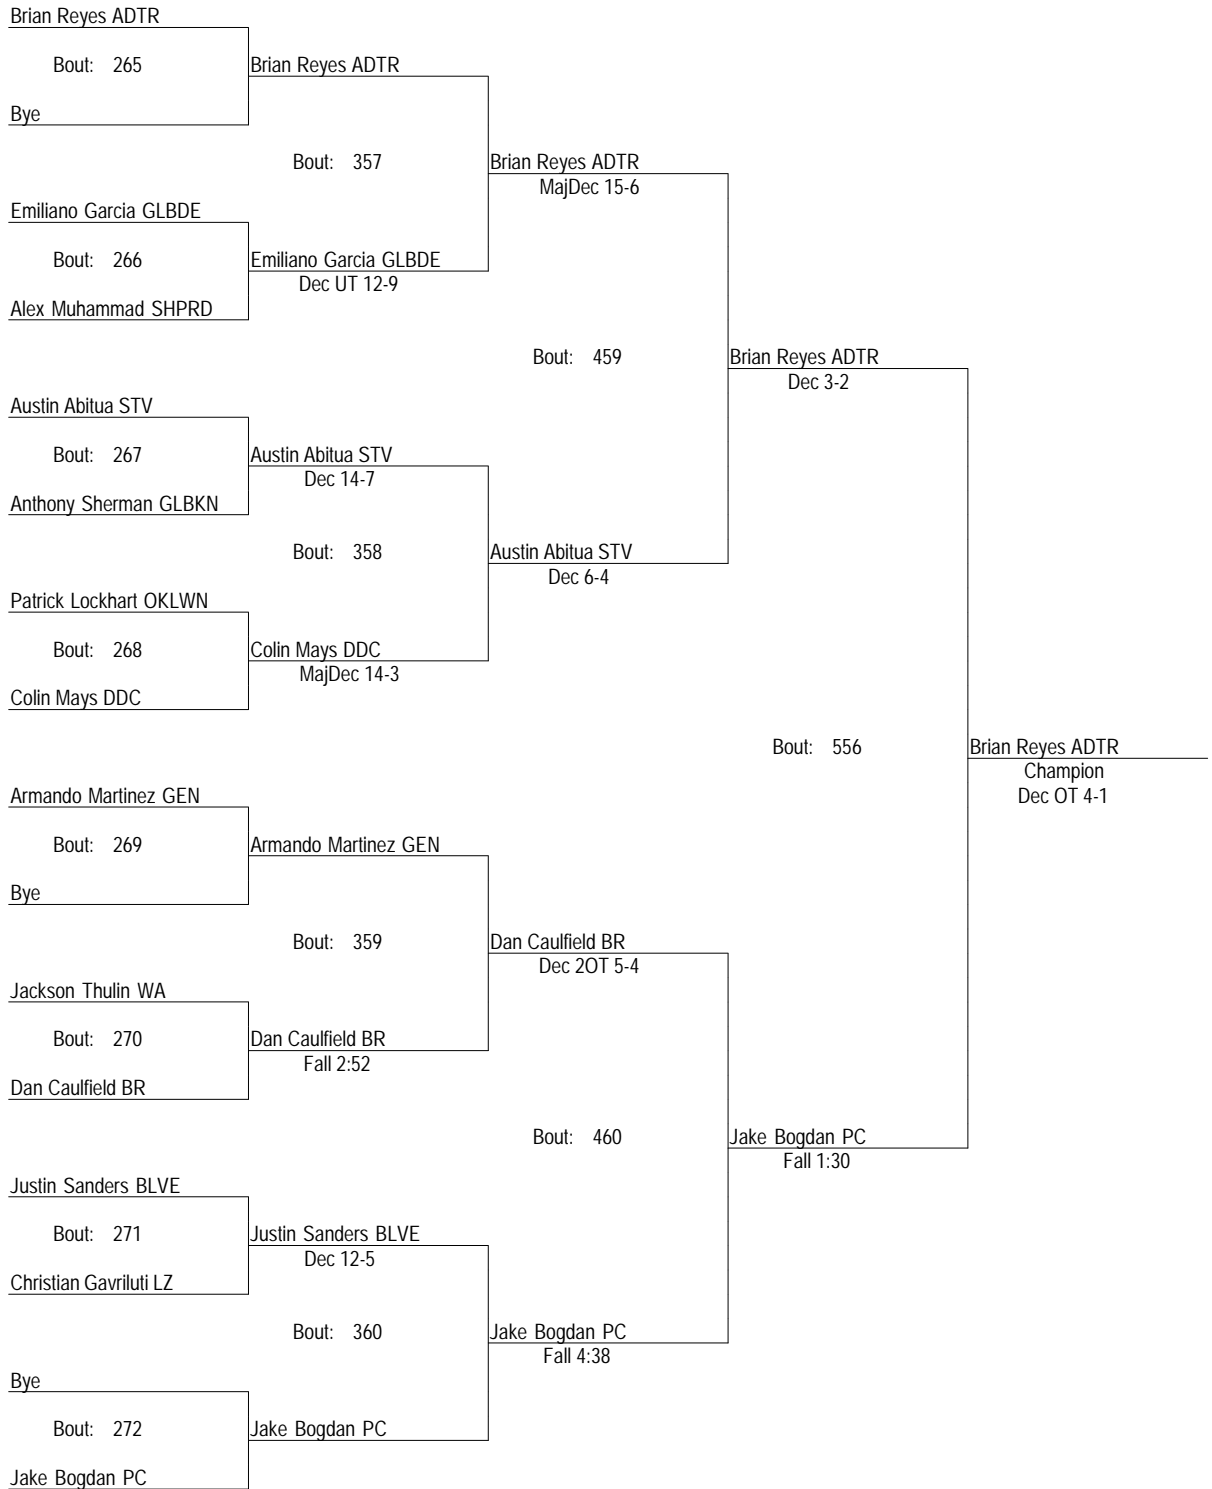 Brian Reyes ADTR
Bout: 265
Brian Reyes ADTR
Bye
Bout: 357
Brian Reyes ADTR
MajDec 15-6
Emiliano Garcia GLBDE
Bout: 266
Emiliano Garcia GLBDE
Dec UT 12-9
Alex Muhammad SHPRD
Bout: 459
Brian Reyes ADTR
Dec 3-2
Austin Abitua STV
Bout: 267
Austin Abitua STV
Dec 14-7
Anthony Sherman GLBKN
Bout: 358
Austin Abitua STV
Dec 6-4
Patrick Lockhart OKLWN
Bout: 268
Colin Mays DDC
MajDec 14-3
Colin Mays DDC
Bout: 556
Brian Reyes ADTR
Champion
Dec OT 4-1
Armando Martinez GEN
Bout: 269
Armando Martinez GEN
Bye
Bout: 359
Dan Caulfield BR
Dec 2OT 5-4
Jackson Thulin WA
Bout: 270
Dan Caulfield BR
Fall 2:52
Dan Caulfield BR
Bout: 460
Jake Bogdan PC
Fall 1:30
Justin Sanders BLVE
Bout: 271
Justin Sanders BLVE
Dec 12-5
Christian Gavriluti LZ
Bout: 360
Jake Bogdan PC
Fall 4:38
Bye
Bout: 272
Jake Bogdan PC
Jake Bogdan PC